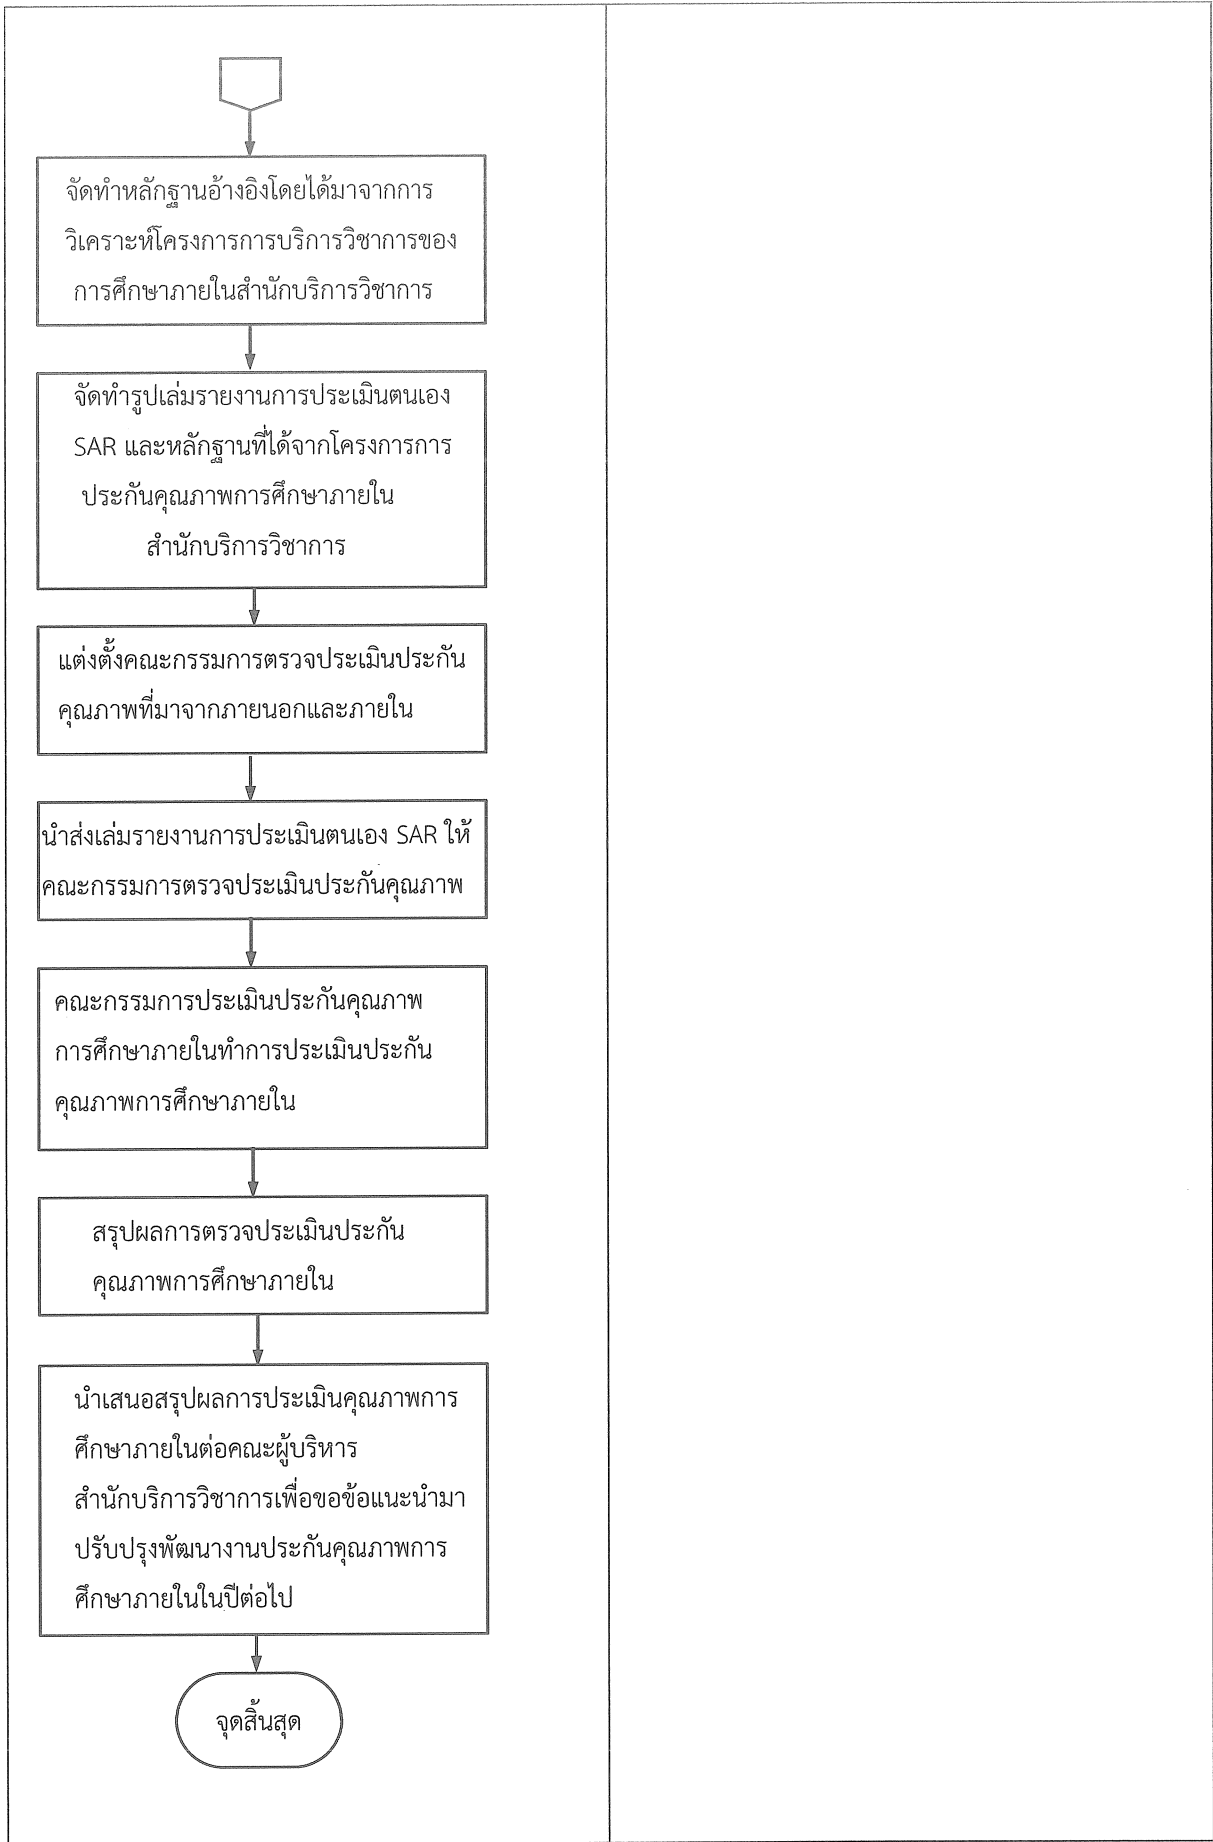 จัดทำหลักฐานอ้างอิงโดยได้มาจากการ
วิเคราะห์โครงการการบริการวิชาการของ
การศึกษาภายในสำนักบริการวิชาการ
จัดทำรูปเล่มรายงานการประเมินตนเอง
SAR และหลักฐานที่ได้จากโครงการการ
ประกันคุณภาพการศึกษาภายใน
สำนักบริการวิชาการ
แต่งตั้งคณะกรรมการตรวจประเมินประกัน
คุณภาพที่มาจากภายนอกและภายใน
นำส่งเล่มรายงานการประเมินตนเอง SAR ให้
คณะกรรมการตรวจประเมินประกันคุณภาพ
คณะกรรมการประเมินประกันคุณภาพ
การศึกษาภายในทำการประเมินประกัน
คุณภาพการศึกษาภายใน
สรุปผลการตรวจประเมินประกัน
คุณภาพการศึกษาภายใน
นำเสนอสรุปผลการประเมินคุณภาพการ
ศึกษาภายในต่อคณะผู้บริหาร
สำนักบริการวิชาการเพื่อขอข้อแนะนำมา
ปรับปรุงพัฒนางานประกันคุณภาพการ
ศึกษาภายในในปีต่อไป
จุดสิ้นสุด